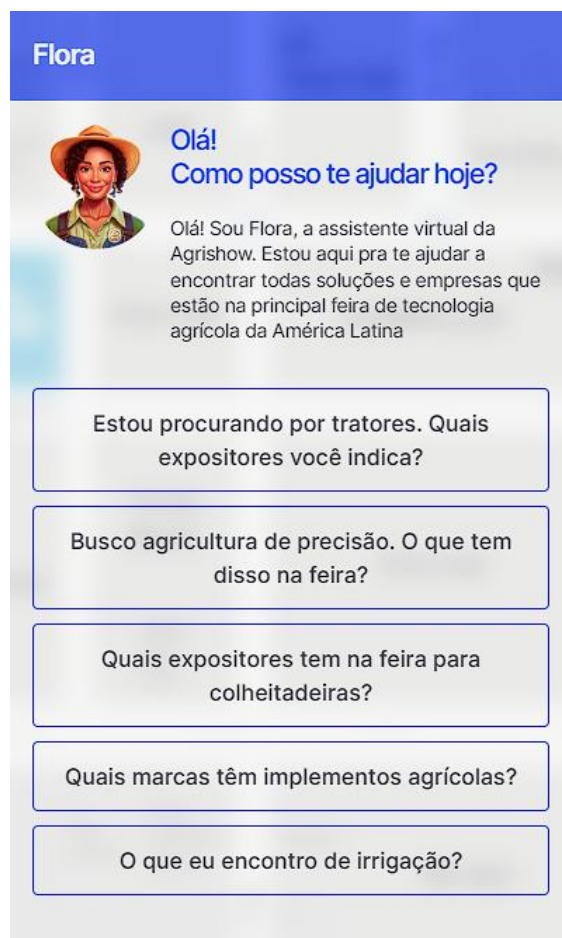 Flora
Olá!
Como posso te ajudar hoje?
Olá! Sou Flora, a assistente virtual da
Agrishow. Estou aqui pra te ajudar a
encontrar todas soluções e empresas que
estão na principal feira de tecnologia
agrícola da América Latina
Estou procurando por tratores. Quais
expositores você indica?
Busco agricultura de precisão. O que tem
disso na feira?
Quais expositores tem na feira para
colheitadeiras?
Quais marcas têm implementos agrícolas?
O que eu encontro de irrigação?